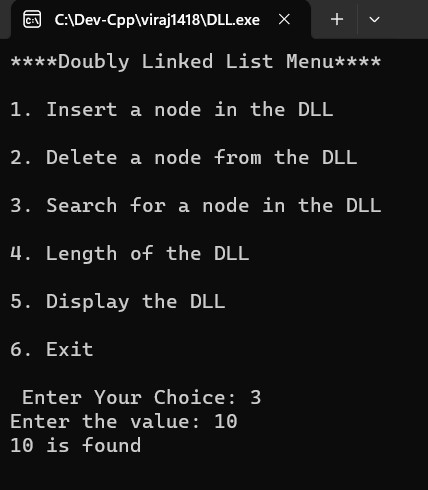 C:\Dev-Cpp\viraj1418\DLL.exe
****Doubly Linked List Menu****
1. Insert a node in the DLL
2. Delete a node from the DLL
3. Search for a node in the DLL
4. Length of the DLL
5. Display the DLL
6. Exit
Enter Your Choice: 3
Enter the value: 10
10 is found